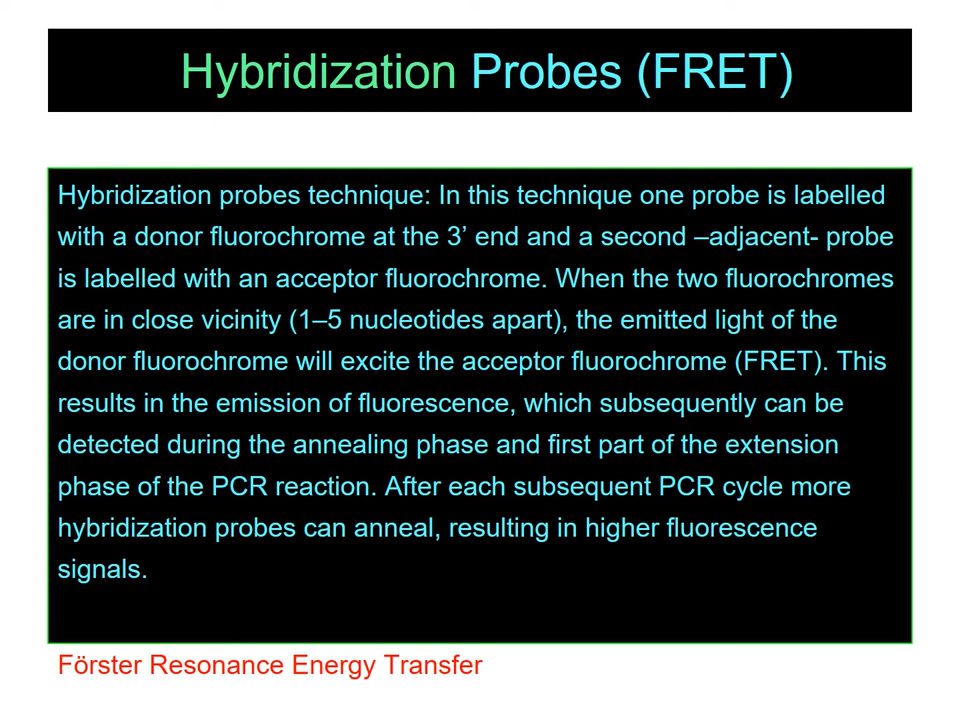 Hybridization Probes (FRET)
Hybridization probes technique: In this technique one probe is labelled
with a donor fluorochrome at the 3’ end and a second –adjacent- probe
is labelled with an acceptor fluorochrome. When the two fluorochromes
are in close vicinity (1–5 nucleotides apart), the emitted light of the
donor fluorochrome will excite the acceptor fluorochrome (FRET). This
results in the emission of fluorescence, which subsequently can be
detected during the annealing phase and first part of the extension
phase of the PCR reaction. After each subsequent PCR cycle more
hybridization probes can anneal, resulting in higher fluorescence
signals.
Förster Resonance Energy Transfer